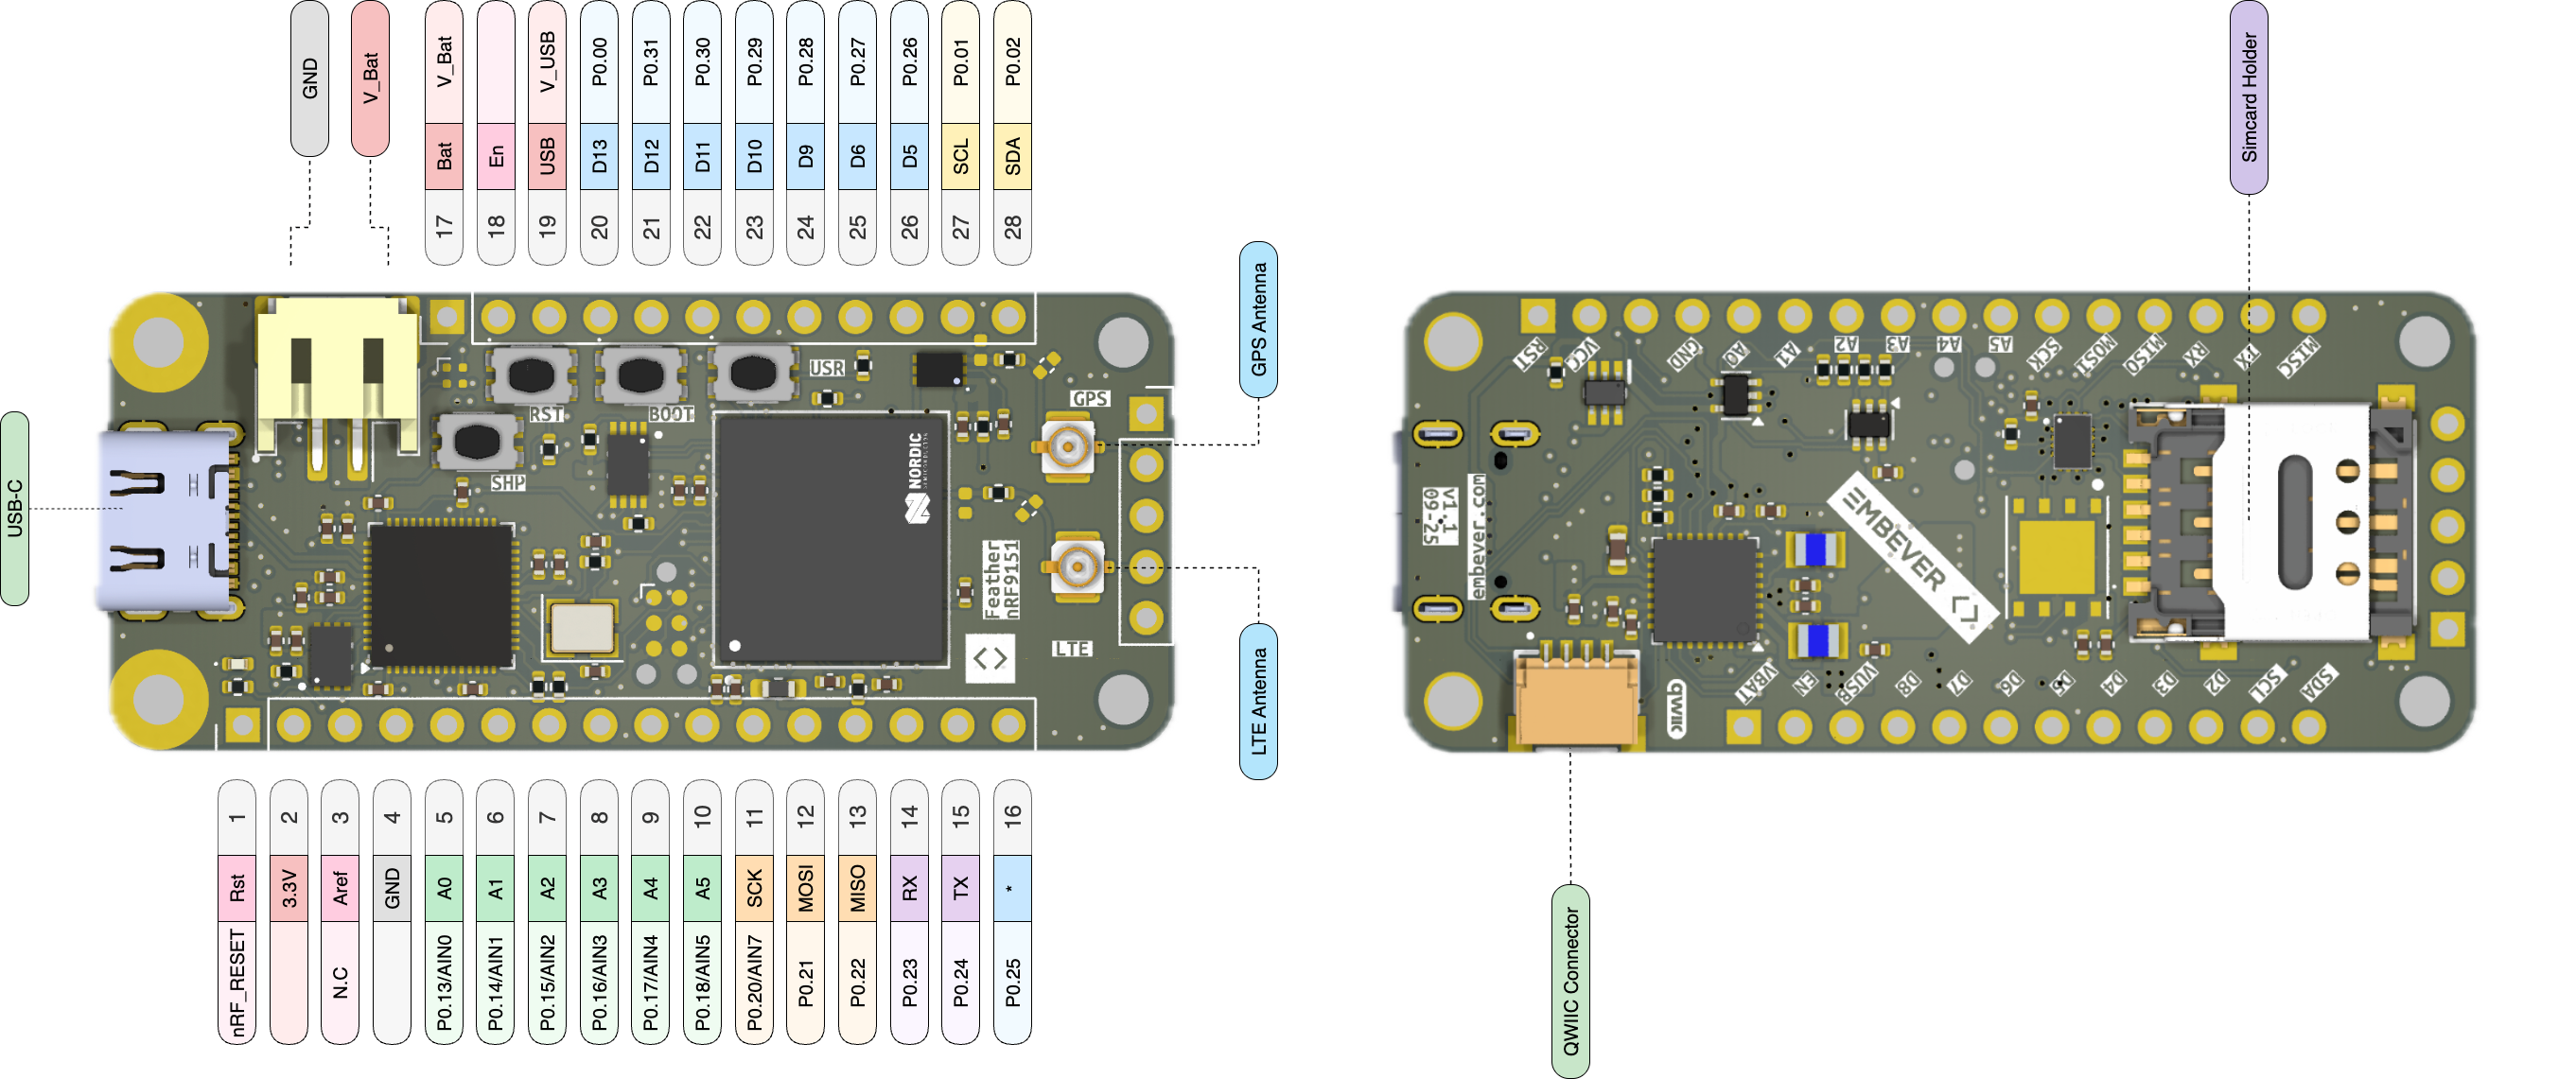 GND
V_Bat
V_Bat
V_USB
P0.00
P0.31
P0.30
P0.29
P0.28
P0.27
P0.26
P0.01
P0.02
Bat
En
USB
D13
D12
D11
D10
D9
D6
D5
SCL
SDA
17
18
19
20
21
22
23
24
25
26
27
28
USB-C
GPS Antenna
LTE Antenna
RST
BOOT
USR
SHP
GPS
LTE
NORDIC
SEMICONDUCTOR
Feather
nRF9151
1
2
3
4
5
6
7
8
9
10
11
12
13
14
15
16
Rst
3.3V
Aref
GND
A0
A1
A2
A3
A4
A5
SCK
MOSI
MISO
RX
TX
*
nRF_RESET
N.C
P0.13/AIN0
P0.14/AIN1
P0.15/AIN2
P0.16/AIN3
P0.17/AIN4
P0.18/AIN5
P0.20/AIN7
P0.21
P0.22
P0.23
P0.24
P0.25
Simcard Holder
RST
VCC
GND
A0
A1
A2
A3
A4
A5
SCK
MOSI
MISO
RX
TX
MISC
v1.1
09-25
embever.com
EMBEVER
qwiic
VBAT
EN
VUSB
D8
D7
D6
D5
D4
D3
D2
SCL
SDA
QWIIC Connector